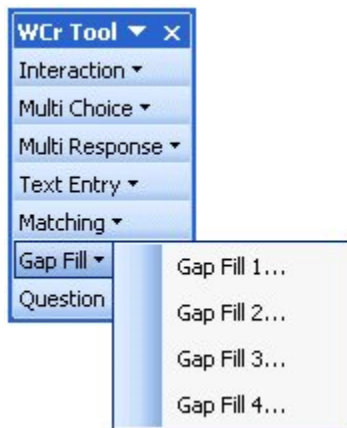 WCr Tool
Interaction
Multi Choice
Multi Response
Text Entry
Matching
Gap Fill
Question
Gap Fill 1...
Gap Fill 2...
Gap Fill 3...
Gap Fill 4...